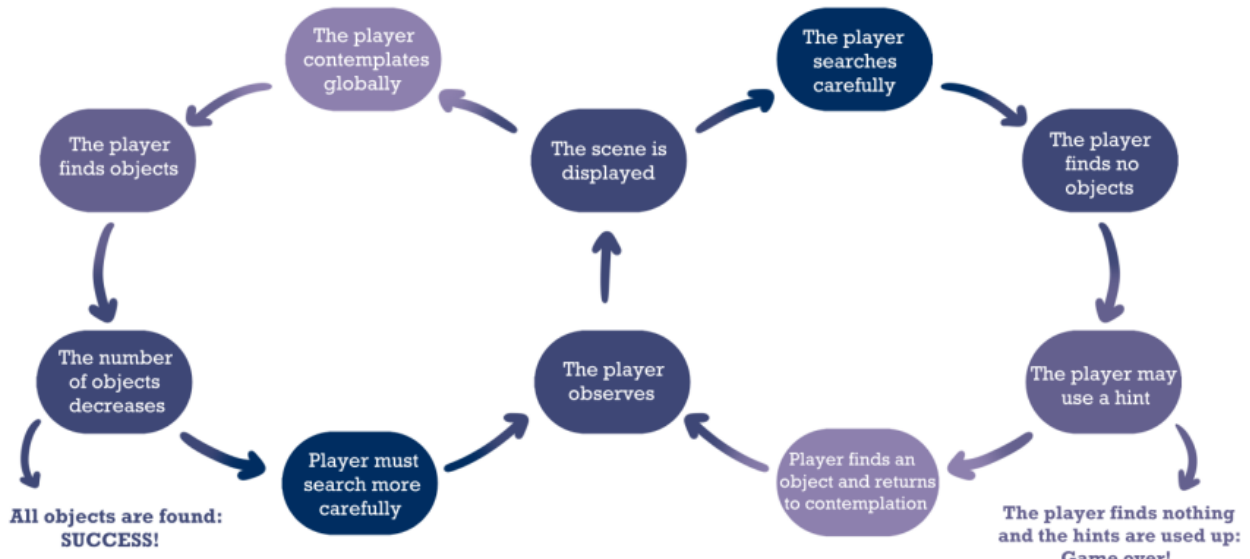 The player
contemplates
globally
The player
searches
carefully
The player
finds objects
The scene is
displayed
The player
finds no
objects
The number
of objects
decreases
The player
observes
The player may
use a hint
Player must
search more
carefully
Player finds an
object and returns
to contemplation
All objects are found:
SUCCESS!
The player finds nothing
and the hints are used up:
Game over!